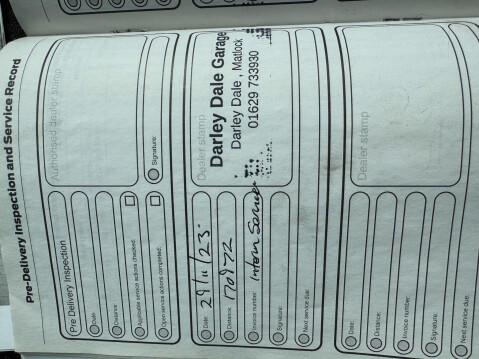 Pre-Delivery Inspection and Service Record
Pre Delivery Inspection
Date:
Distance:
Applicable service actions checked:
Open service actions completed:
Authorised dealer stamp
Signature:
Date: 29/11/23
Distance: 170972
Invoice number: Interim Service
Signature:
Next service due:
Dealer stamp
Darley Dale Garage
Darley Dale, Matlock
01629 733930
Date:
Distance:
Invoice number:
Signature:
Next service due:
Dealer stamp